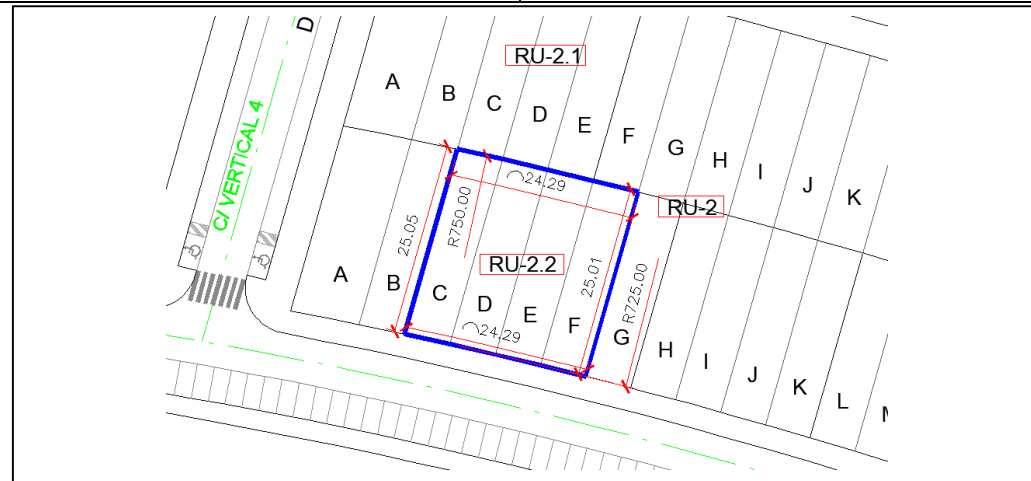 D
C/ VERTICAL 4
RU-2.1
A
B
C
D
E
F
G
H
I
J
K
⌒24.29
RU-2
25.05
R750.00
RU-2.2
25.01
R725.00
A
B
C
D
E
F
G
H
I
J
K
L
⌒24.29